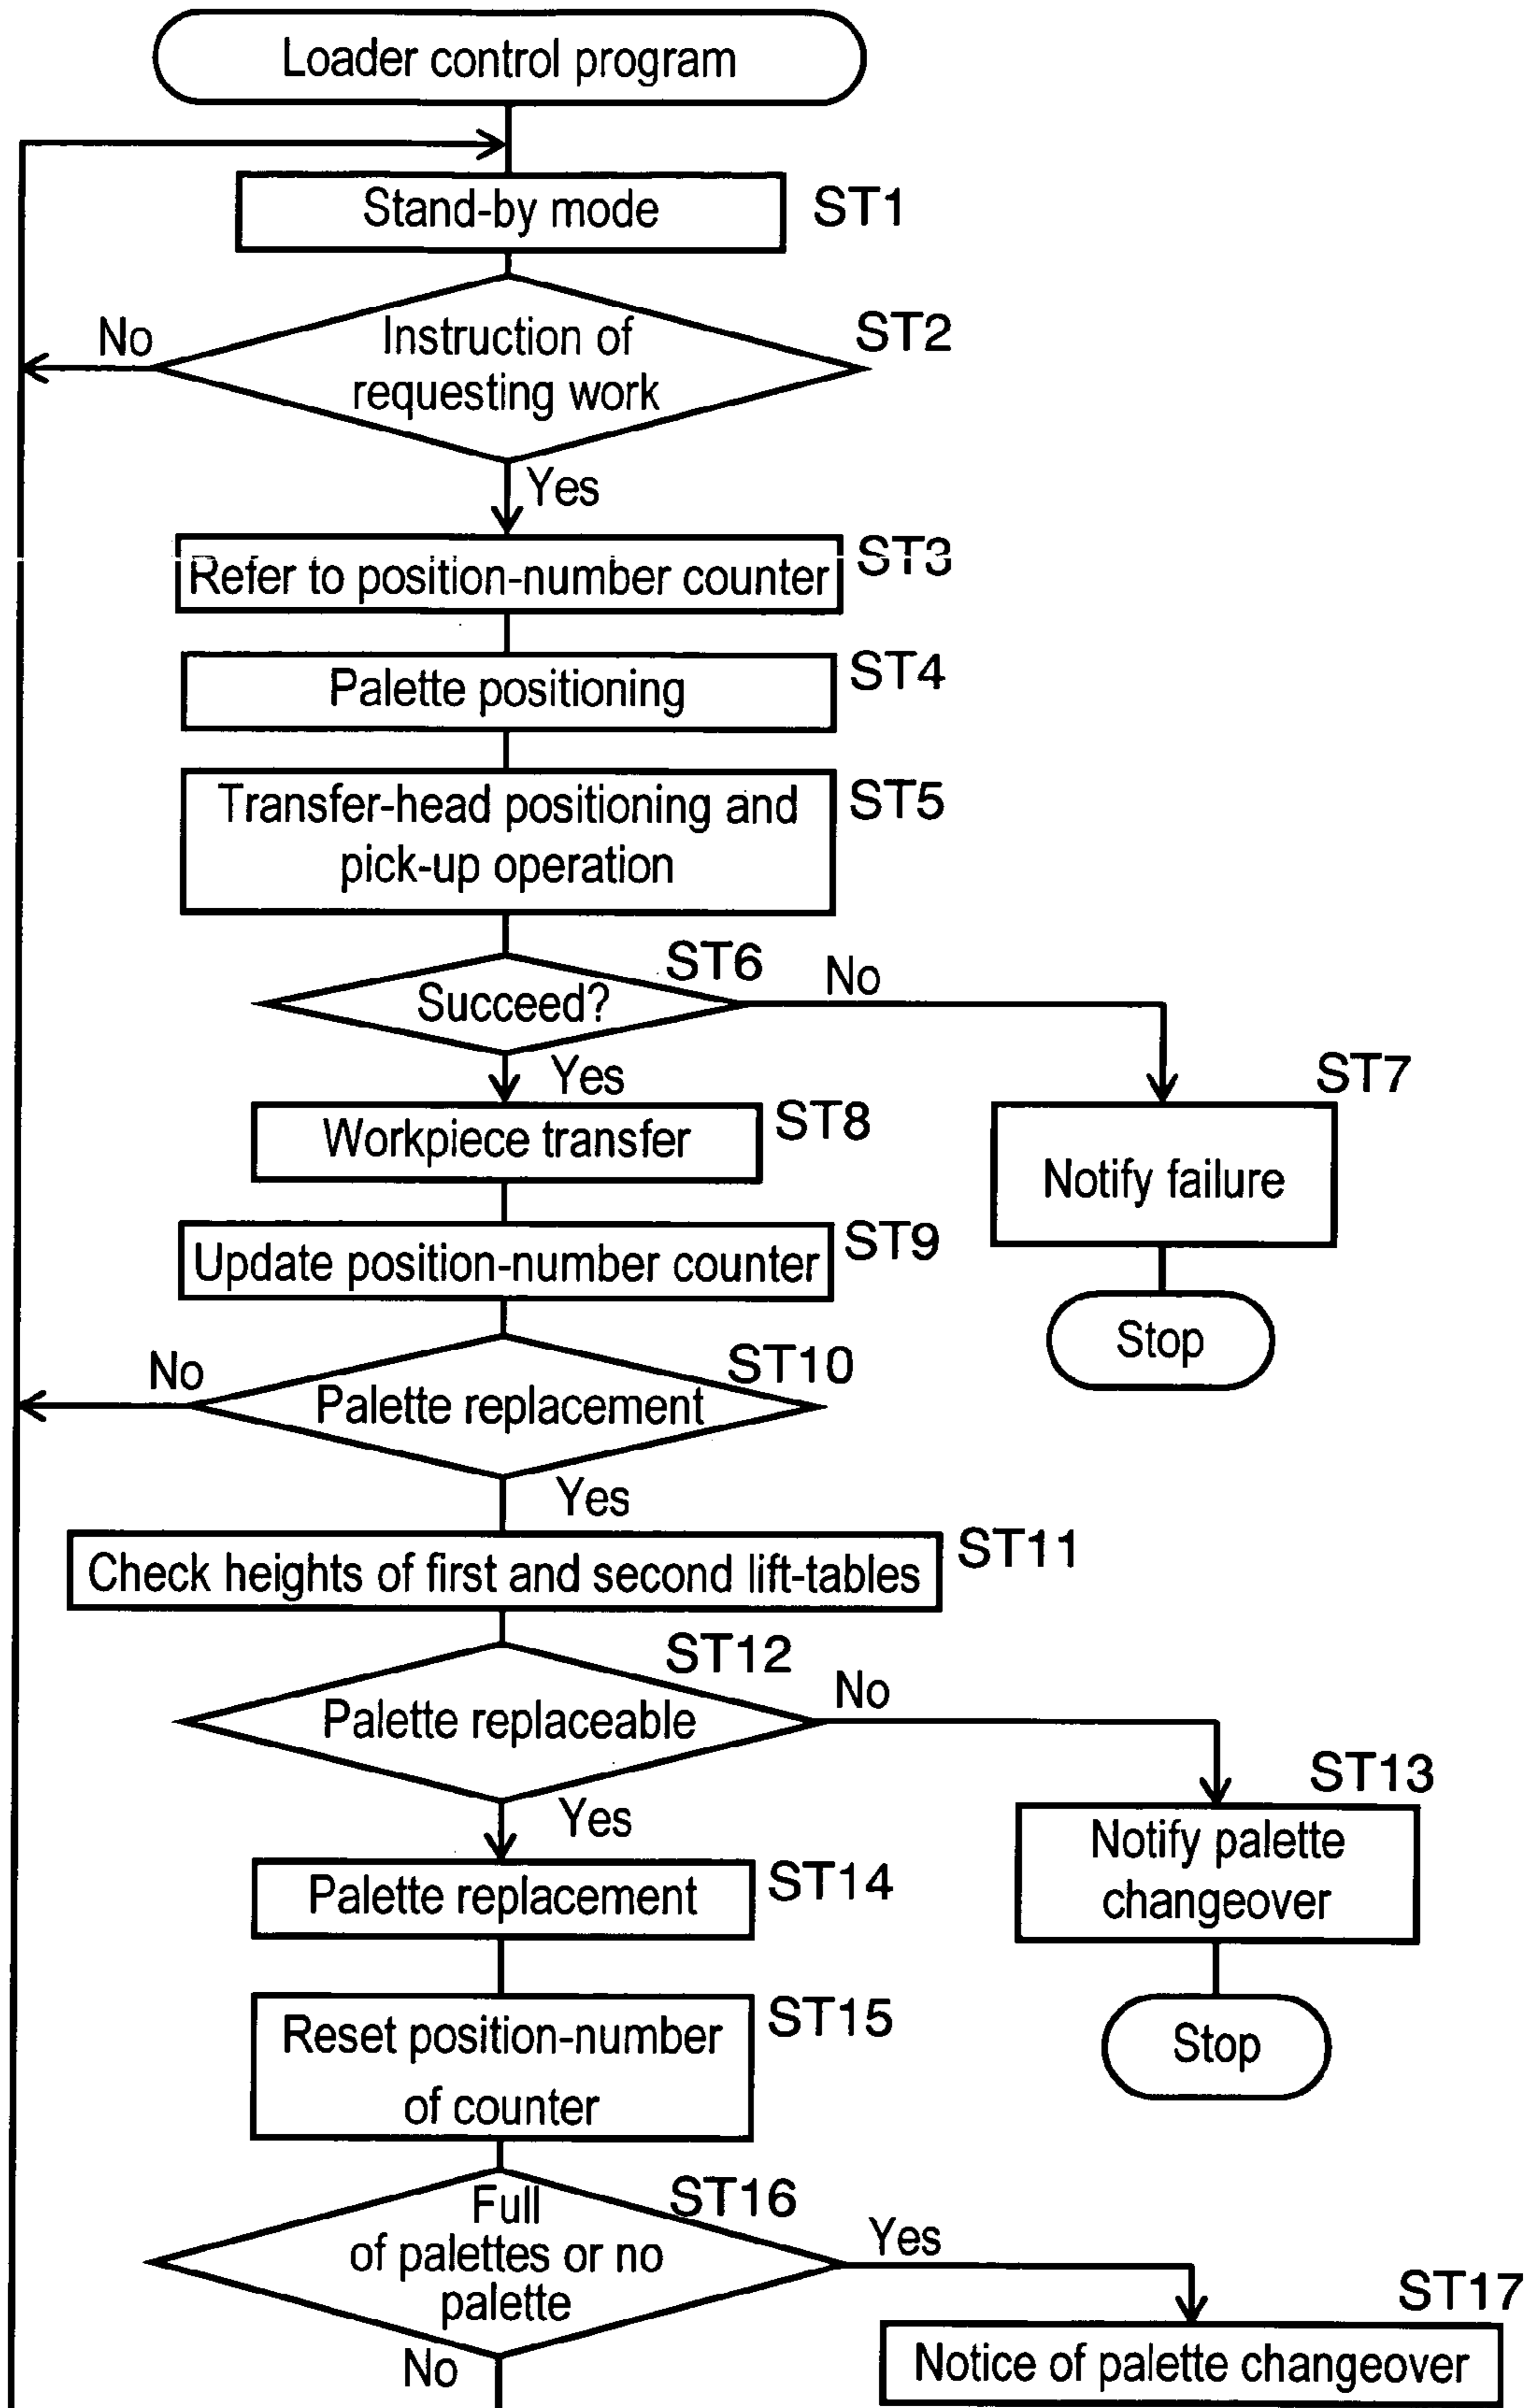 Loader control program
Stand-by mode
ST1
Instruction of
requesting work
ST2
No
Yes
Refer to position-number counter
ST3
Palette positioning
ST4
Transfer-head positioning and
pick-up operation
ST5
Succeed?
ST6
No
Yes
ST7
Notify failure
Stop
Workpiece transfer
ST8
Update position-number counter
ST9
Palette replacement
ST10
No
Yes
Check heights of first and second lift-tables
ST11
Palette replaceable
ST12
No
Yes
ST13
Notify palette
changeover
Stop
Palette replacement
ST14
Reset position-number
of counter
ST15
Full
of palettes or no
palette
ST16
Yes
No
ST17
Notice of palette changeover